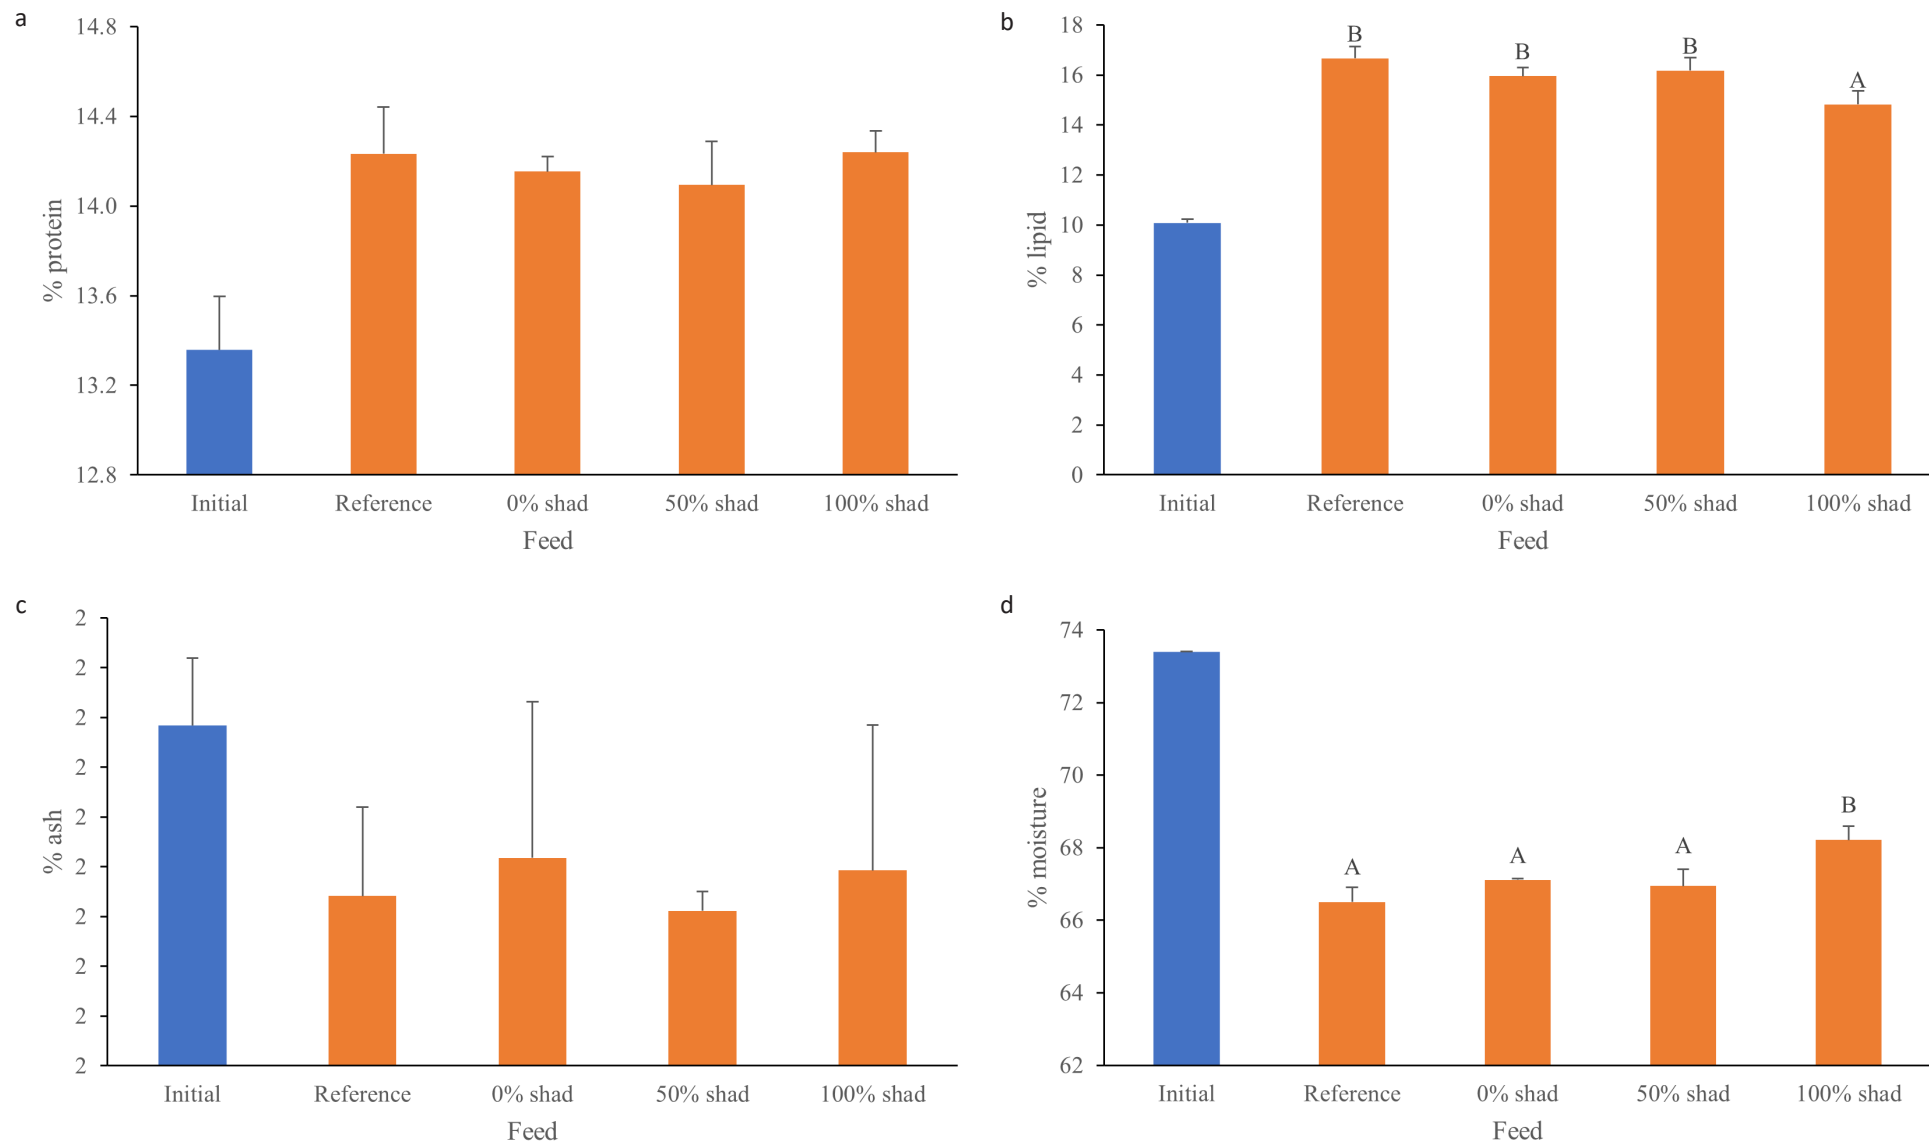 a
14.8
14.4
14.0
13.6
13.2
12.8
% protein
Initial Reference 0% shad 50% shad 100% shad
Feed
b
18
16
14
12
10
8
6
4
2
0
% lipid
B B B A
Initial Reference 0% shad 50% shad 100% shad
Feed
c
2
2
2
2
2
2
2
2
2
2
% ash
Initial Reference 0% shad 50% shad 100% shad
Feed
d
74
72
70
68
66
64
62
% moisture
A A A B
Initial Reference 0% shad 50% shad 100% shad
Feed